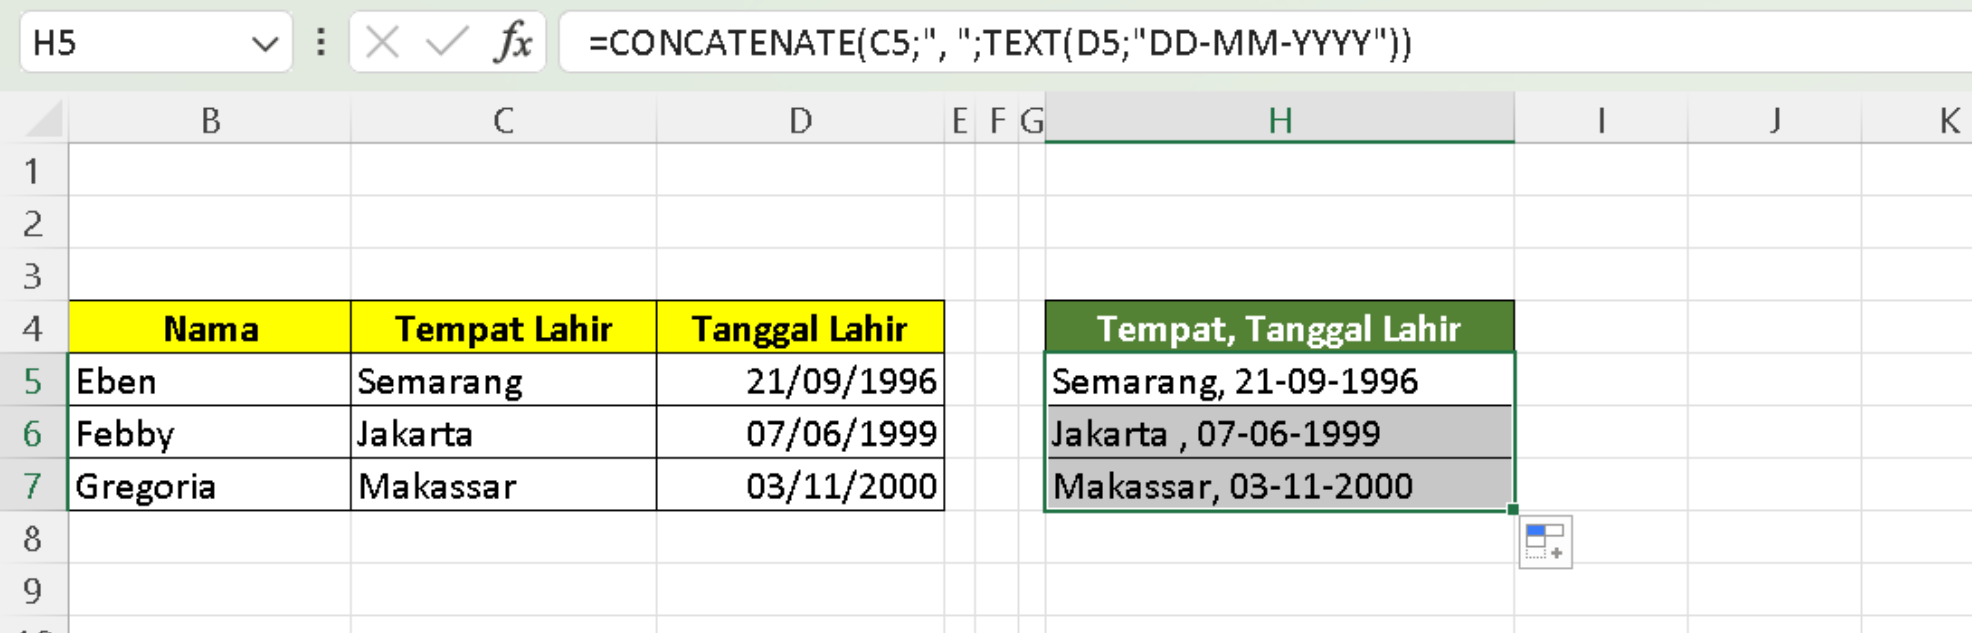 H5 fx =CONCATENATE(C5;", ";TEXT(D5;"DD-MM-YYYY"))
B C D E F G H I J K
1
2
3
4 Nama Tempat Lahir Tanggal Lahir Tempat, Tanggal Lahir
5 Eben Semarang 21/09/1996 Semarang, 21-09-1996
6 Febby Jakarta 07/06/1999 Jakarta , 07-06-1999
7 Gregoria Makassar 03/11/2000 Makassar, 03-11-2000
8
9